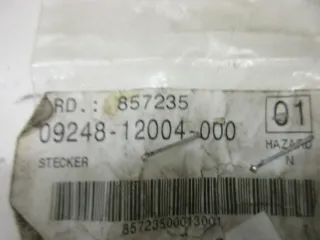 RD.: 857235
09248-12004-000
01
STECKER
HAZARD
N
85723500013001